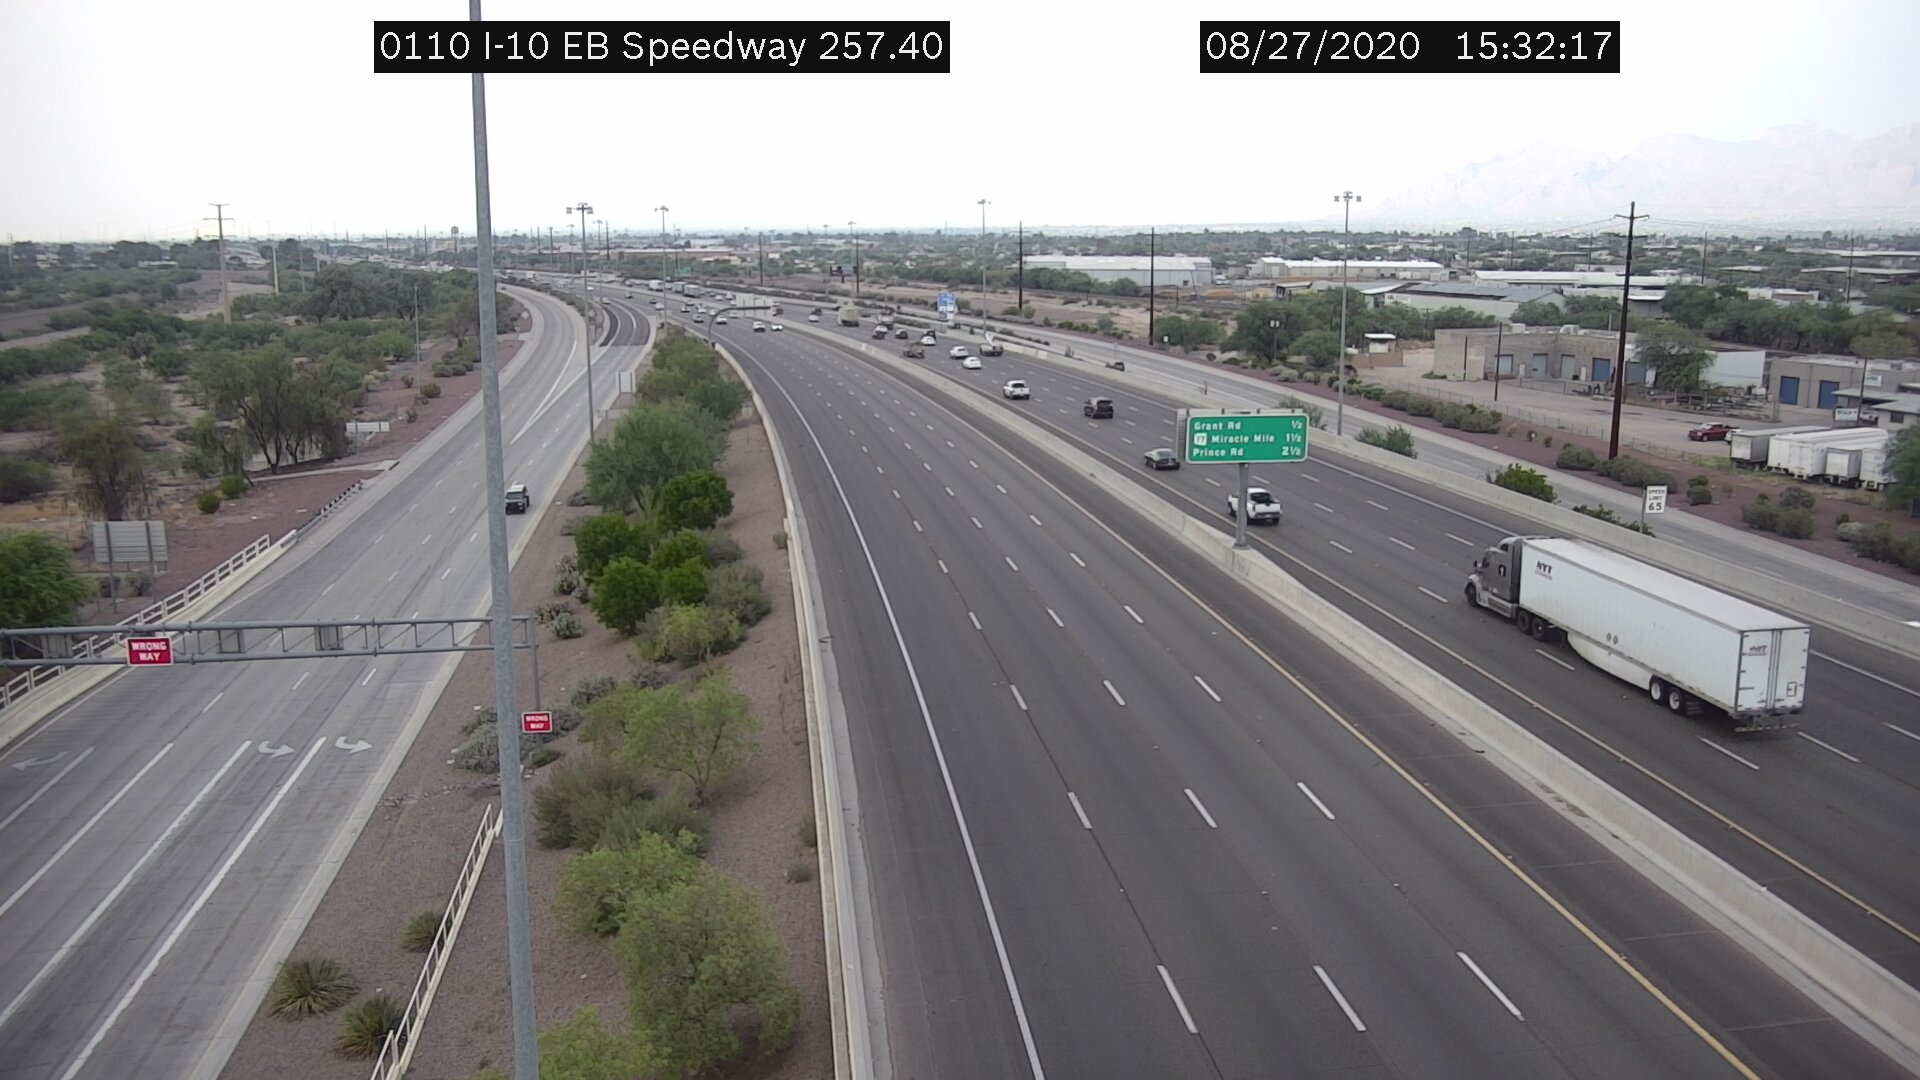 0110 I-10 EB Speedway 257.40
08/27/2020 15:32:17
Grant Rd ½
77 Miracle Mile 1½
Prince Rd 2½
SPEED
LIMIT
65
NYT
WRONG
WAY
WRONG
WAY